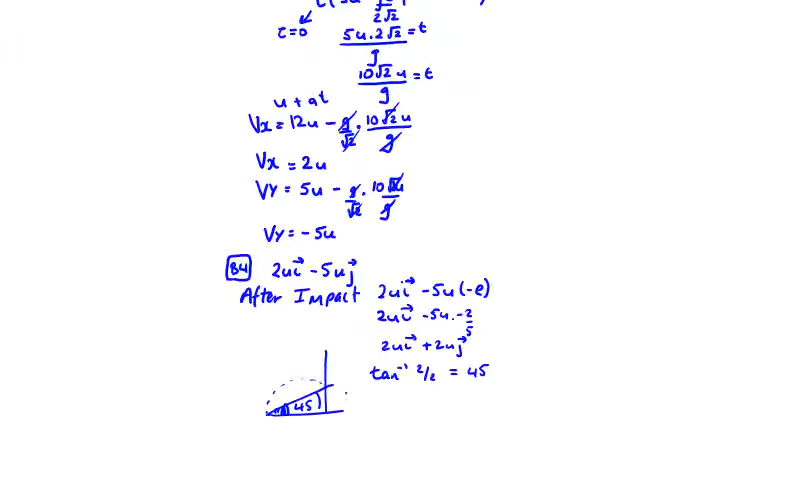 2√2
t=0
5u.2√2 = t
g
10√2 u = t
g
u + at
Vx = 12u - g/√2 . 10√2u/g
Vx = 2u
Vy = 5u - g/√2 . 10√2u/g
Vy = -5u
B4 2ui⃗ - 5uj⃗
After Impact 2ui⃗ - 5u(-e)
2ui⃗ - 5u.-2/5
2ui⃗ + 2uj⃗
tan⁻¹ 2/2 = 45
45